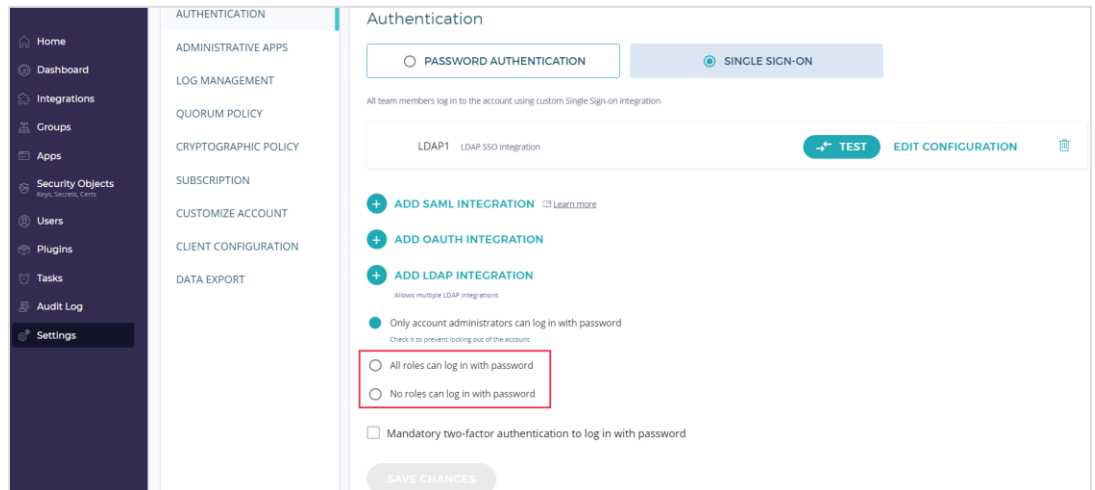 Home
Dashboard
Integrations
Groups
Apps
Security Objects
Keys, Secrets, Certs
Users
Plugins
Tasks
Audit Log
Settings
AUTHENTICATION
ADMINISTRATIVE APPS
LOG MANAGEMENT
QUORUM POLICY
CRYPTOGRAPHIC POLICY
SUBSCRIPTION
CUSTOMIZE ACCOUNT
CLIENT CONFIGURATION
DATA EXPORT
Authentication
PASSWORD AUTHENTICATION SINGLE SIGN-ON
All team members log in to the account using custom Single Sign-on integration
LDAP1 LDAP SSO integration TEST EDIT CONFIGURATION
ADD SAML INTEGRATION Learn more
ADD OAUTH INTEGRATION
ADD LDAP INTEGRATION
Allows multiple LDAP integrations
Only account administrators can log in with password
Check it to prevent locking out of the account
All roles can log in with password
No roles can log in with password
Mandatory two-factor authentication to log in with password
SAVE CHANGES